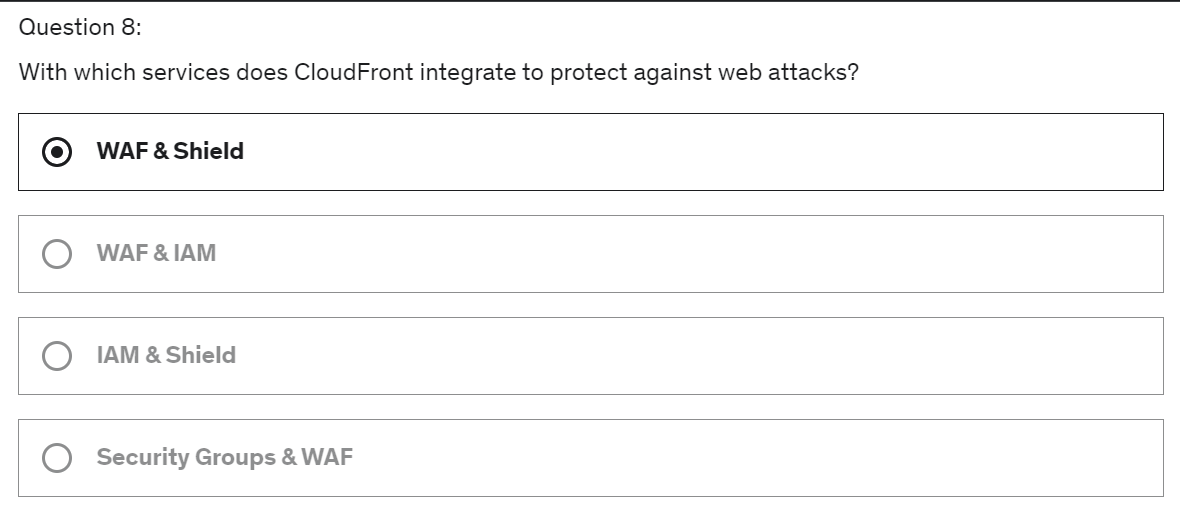 Question 8:
With which services does CloudFront integrate to protect against web attacks?
WAF & Shield
WAF & IAM
IAM & Shield
Security Groups & WAF